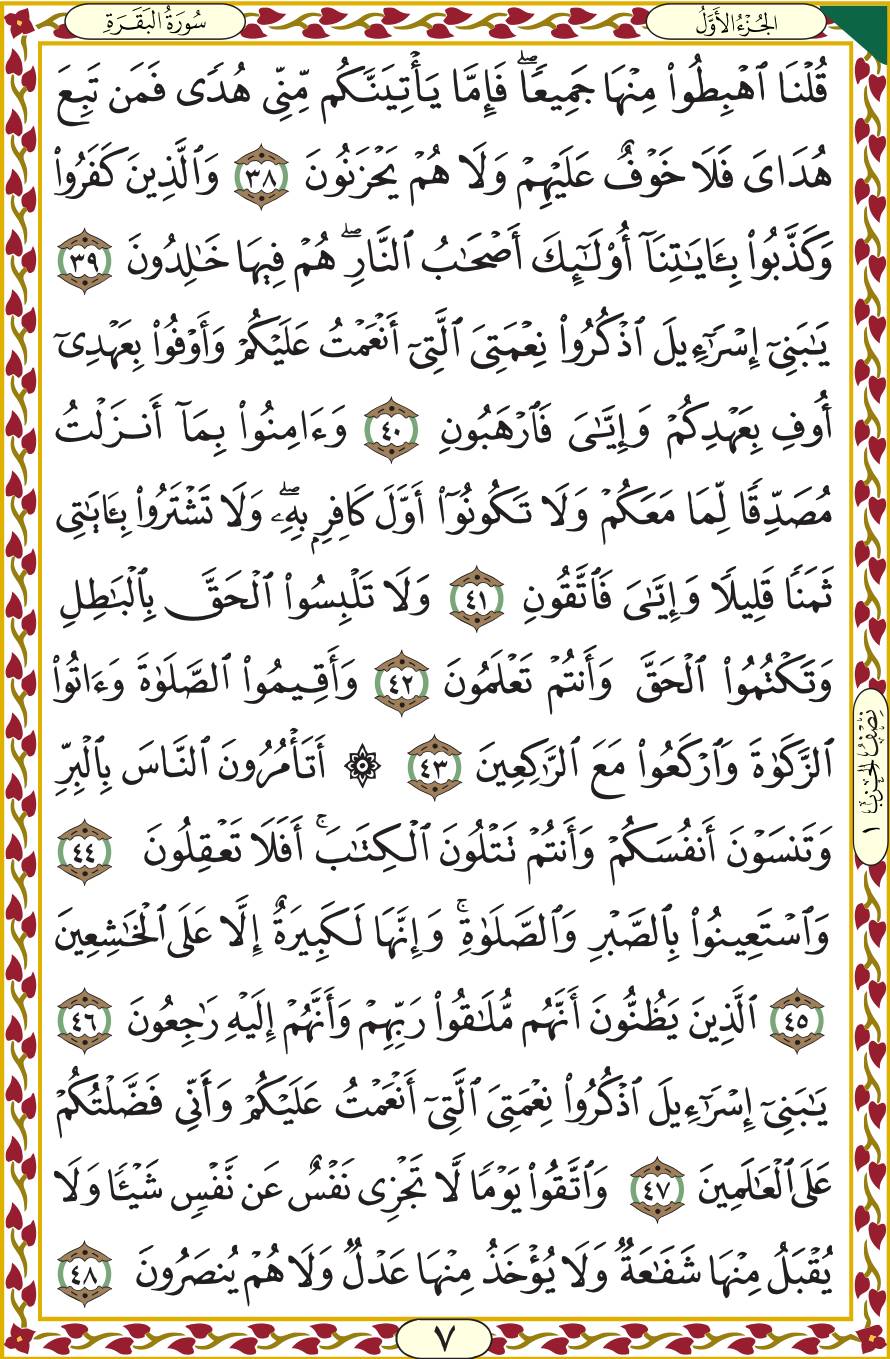 الجُزْءُ الأَوَّلُ
سُورَةُ البَقَرَةِ
قُلْنَا ٱهْبِطُوا۟ مِنْهَا جَمِيعًۭا ۖ فَإِمَّا يَأْتِيَنَّكُم مِّنِّى هُدًۭى فَمَن تَبِعَ
هُدَاىَ فَلَا خَوْفٌ عَلَيْهِمْ وَلَا هُمْ يَحْزَنُونَ ٣٨ وَٱلَّذِينَ كَفَرُوا۟
وَكَذَّبُوا۟ بِـَٔايَـٰتِنَآ أُو۟لَـٰٓئِكَ أَصْحَـٰبُ ٱلنَّارِ ۖ هُمْ فِيهَا خَـٰلِدُونَ ٣٩
يَـٰبَنِىٓ إِسْرَٰٓءِيلَ ٱذْكُرُوا۟ نِعْمَتِىَ ٱلَّتِىٓ أَنْعَمْتُ عَلَيْكُمْ وَأَوْفُوا۟ بِعَهْدِىٓ
أُوفِ بِعَهْدِكُمْ وَإِيَّـٰىَ فَٱرْهَبُونِ ٤٠ وَءَامِنُوا۟ بِمَآ أَنزَلْتُ
مُصَدِّقًۭا لِّمَا مَعَكُمْ وَلَا تَكُونُوٓا۟ أَوَّلَ كَافِرٍۭ بِهِۦ ۖ وَلَا تَشْتَرُوا۟ بِـَٔايَـٰتِى
ثَمَنًۭا قَلِيلًۭا وَإِيَّـٰىَ فَٱتَّقُونِ ٤١ وَلَا تَلْبِسُوا۟ ٱلْحَقَّ بِٱلْبَـٰطِلِ
وَتَكْتُمُوا۟ ٱلْحَقَّ وَأَنتُمْ تَعْلَمُونَ ٤٢ وَأَقِيمُوا۟ ٱلصَّلَوٰةَ وَءَاتُوا۟
ٱلزَّكَوٰةَ وَٱرْكَعُوا۟ مَعَ ٱلرَّٰكِعِينَ ٤٣ ۞ أَتَأْمُرُونَ ٱلنَّاسَ بِٱلْبِرِّ
نِصْفُ الحِزْبِ ١
وَتَنسَوْنَ أَنفُسَكُمْ وَأَنتُمْ تَتْلُونَ ٱلْكِتَـٰبَ ۚ أَفَلَا تَعْقِلُونَ ٤٤
وَٱسْتَعِينُوا۟ بِٱلصَّبْرِ وَٱلصَّلَوٰةِ ۚ وَإِنَّهَا لَكَبِيرَةٌ إِلَّا عَلَى ٱلْخَـٰشِعِينَ
٤٥ ٱلَّذِينَ يَظُنُّونَ أَنَّهُم مُّلَـٰقُوا۟ رَبِّهِمْ وَأَنَّهُمْ إِلَيْهِ رَٰجِعُونَ ٤٦
يَـٰبَنِىٓ إِسْرَٰٓءِيلَ ٱذْكُرُوا۟ نِعْمَتِىَ ٱلَّتِىٓ أَنْعَمْتُ عَلَيْكُمْ وَأَنِّى فَضَّلْتُكُمْ
عَلَى ٱلْعَـٰلَمِينَ ٤٧ وَٱتَّقُوا۟ يَوْمًۭا لَّا تَجْزِى نَفْسٌ عَن نَّفْسٍۢ شَيْـًۭٔا وَلَا
يُقْبَلُ مِنْهَا شَفَـٰعَةٌۭ وَلَا يُؤْخَذُ مِنْهَا عَدْلٌۭ وَلَا هُمْ يُنصَرُونَ ٤٨
٧